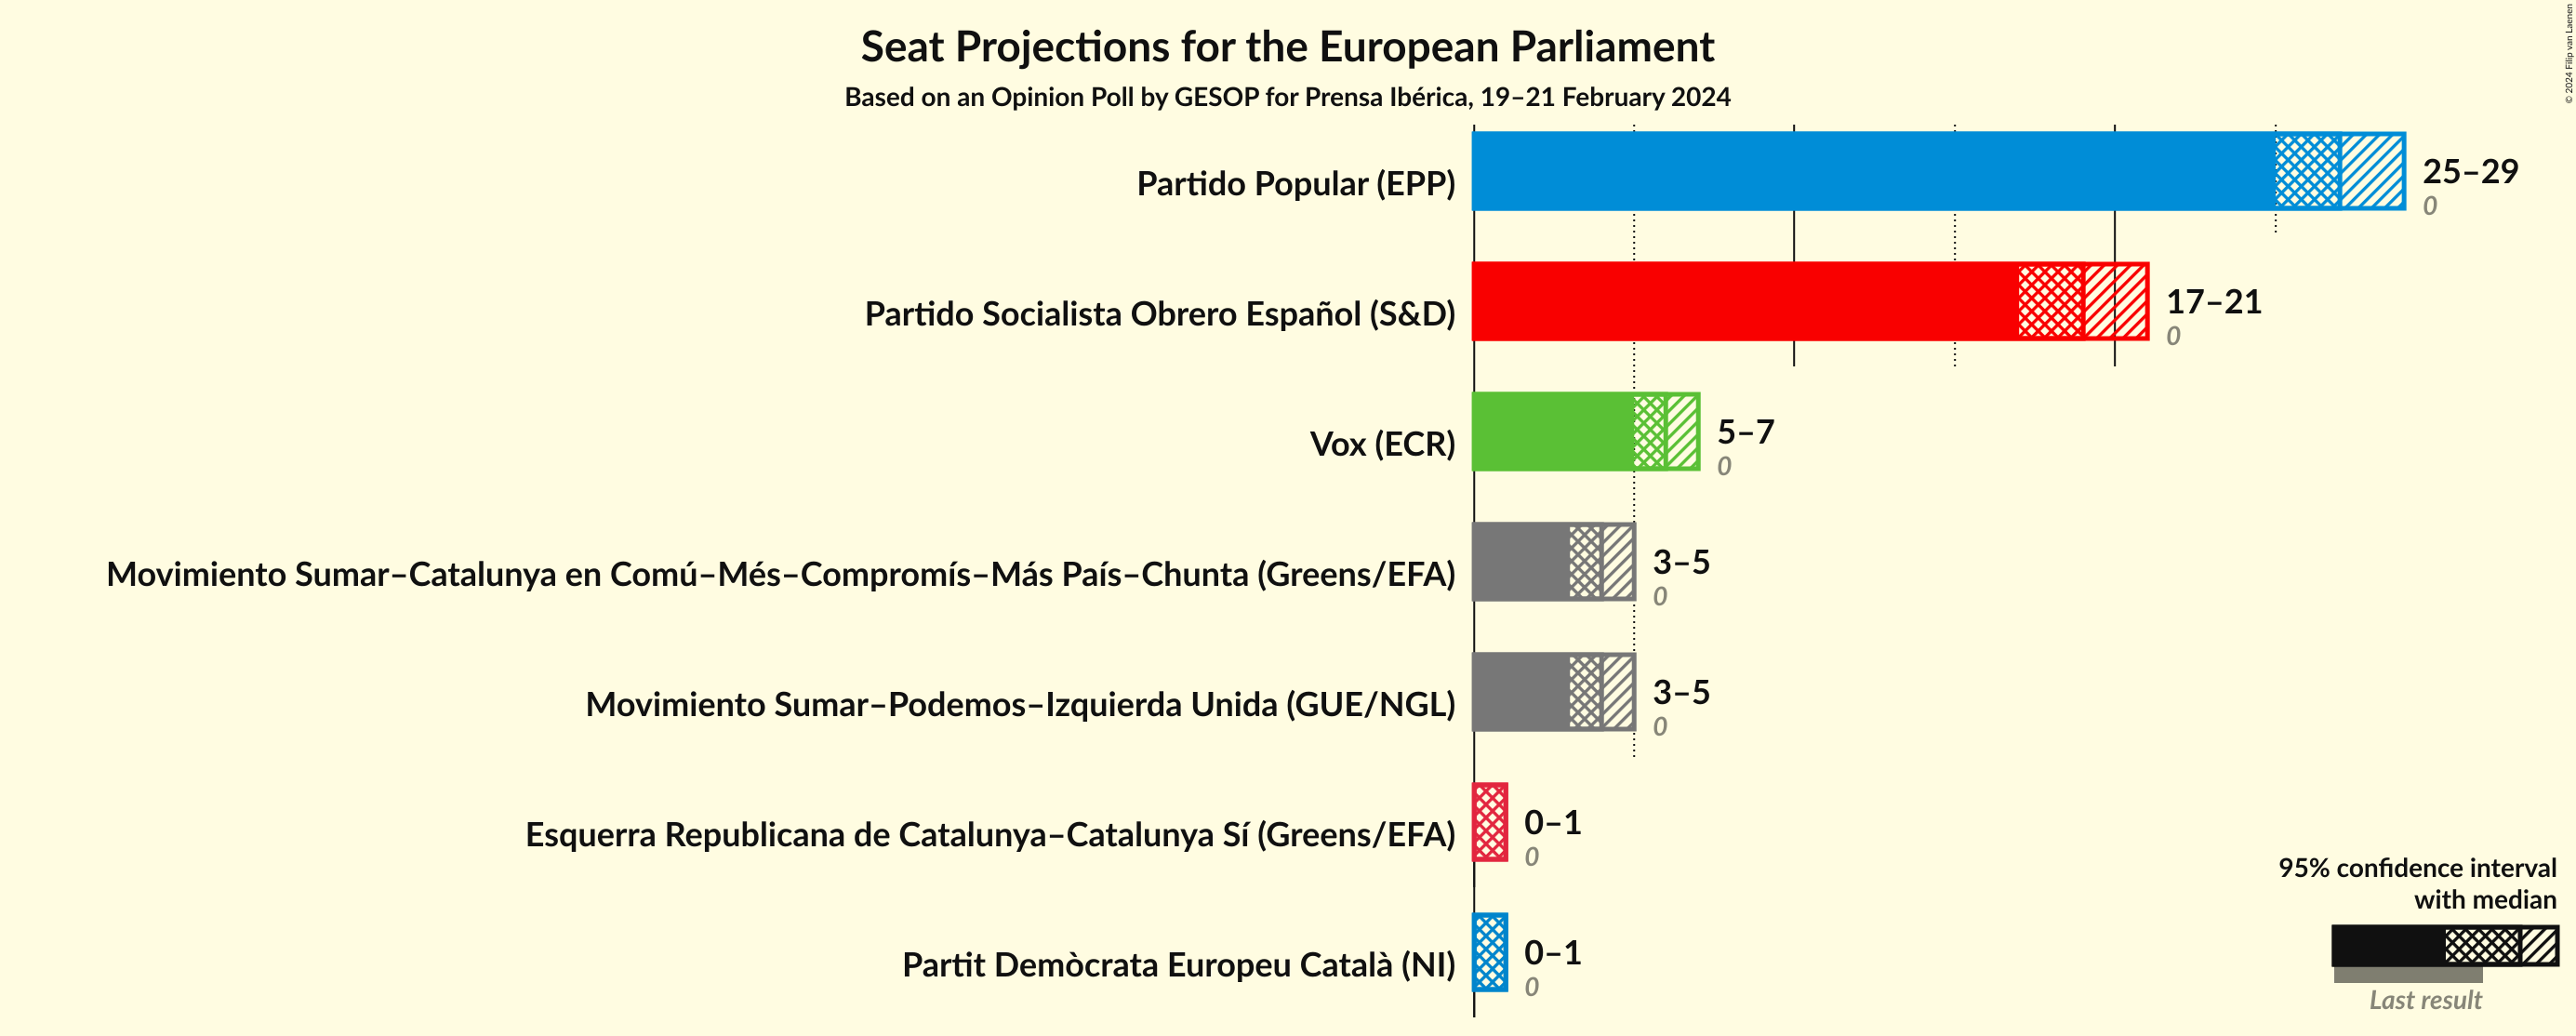 Seat Projections for the European Parliament
Based on an Opinion Poll by GESOP for Prensa Ibérica, 19–21 February 2024
© 2024 Filip van Laenen
Partido Popular (EPP)
25–29
0
Partido Socialista Obrero Español (S&D)
17–21
0
Vox (ECR)
5–7
0
Movimiento Sumar–Catalunya en Comú–Més–Compromís–Más País–Chunta (Greens/EFA)
3–5
0
Movimiento Sumar–Podemos–Izquierda Unida (GUE/NGL)
3–5
0
Esquerra Republicana de Catalunya–Catalunya Sí (Greens/EFA)
0–1
0
Partit Demòcrata Europeu Català (NI)
0–1
0
95% confidence interval
with median
Last result